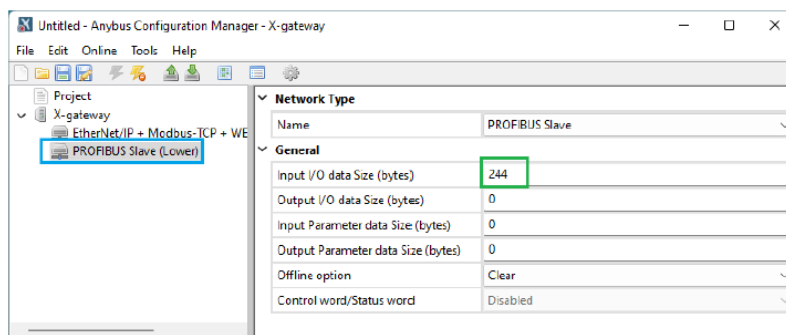 Untitled - Anybus Configuration Manager - X-gateway
File Edit Online Tools Help
Project
X-gateway
EtherNet/IP + Modbus-TCP + WE
PROFIBUS Slave (Lower)
Network Type
Name PROFIBUS Slave
General
Input I/O data Size (bytes) 244
Output I/O data Size (bytes) 0
Input Parameter data Size (bytes) 0
Output Parameter data Size (bytes) 0
Offline option Clear
Control word/Status word Disabled